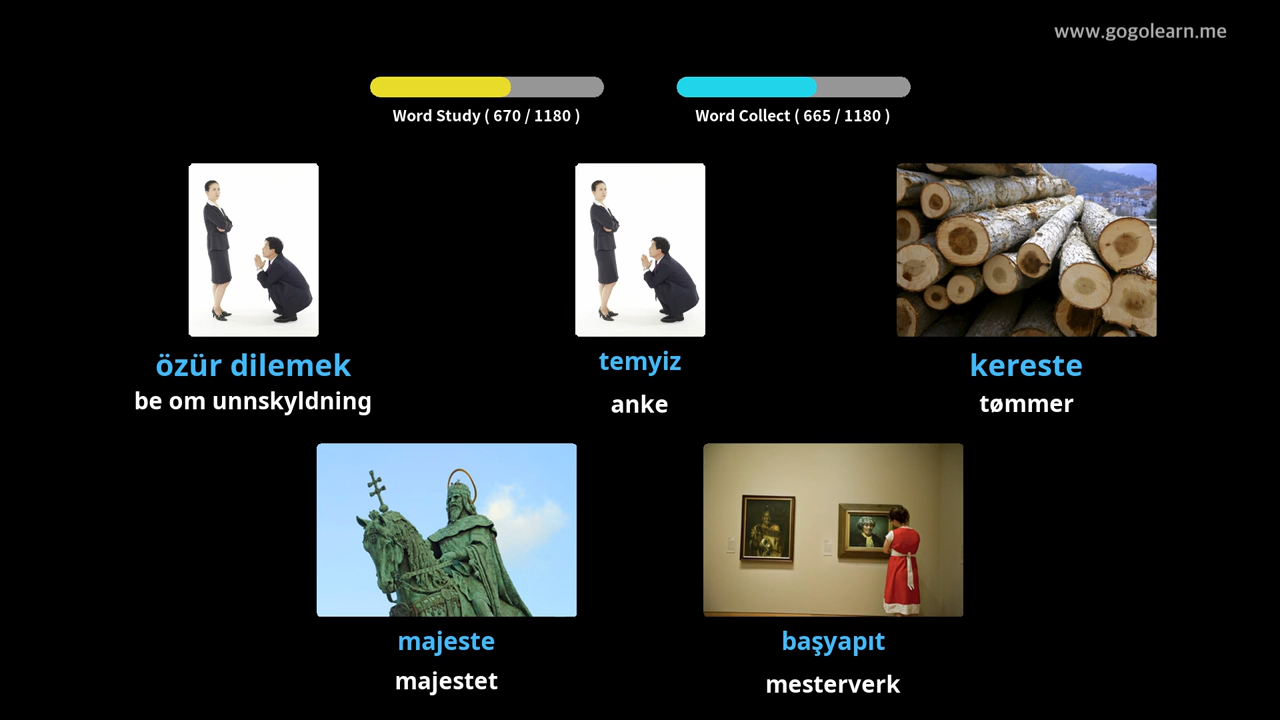 www.gogolearn.me
Word Study ( 670 / 1180 )
Word Collect ( 665 / 1180 )
özür dilemek
be om unnskyldning
temyiz
anke
kereste
tømmer
majeste
majestet
başyapıt
mesterverk